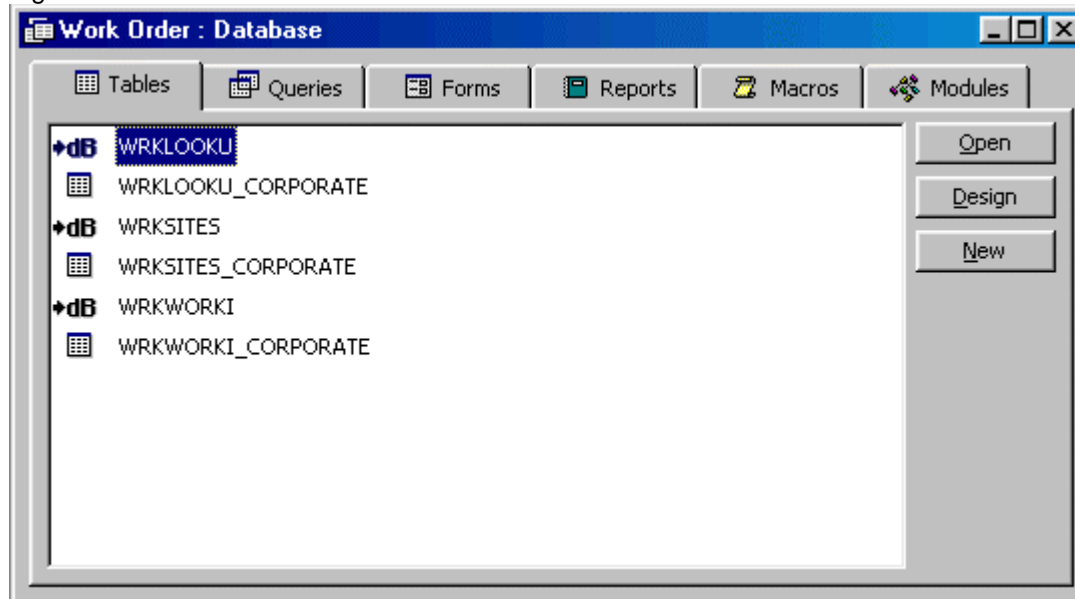 Work Order : Database
Tables Queries Forms Reports Macros Modules
dB WRKLOOKU
WRKLOOKU_CORPORATE
dB WRKSITES
WRKSITES_CORPORATE
dB WRKWORKI
WRKWORKI_CORPORATE
Open
Design
New